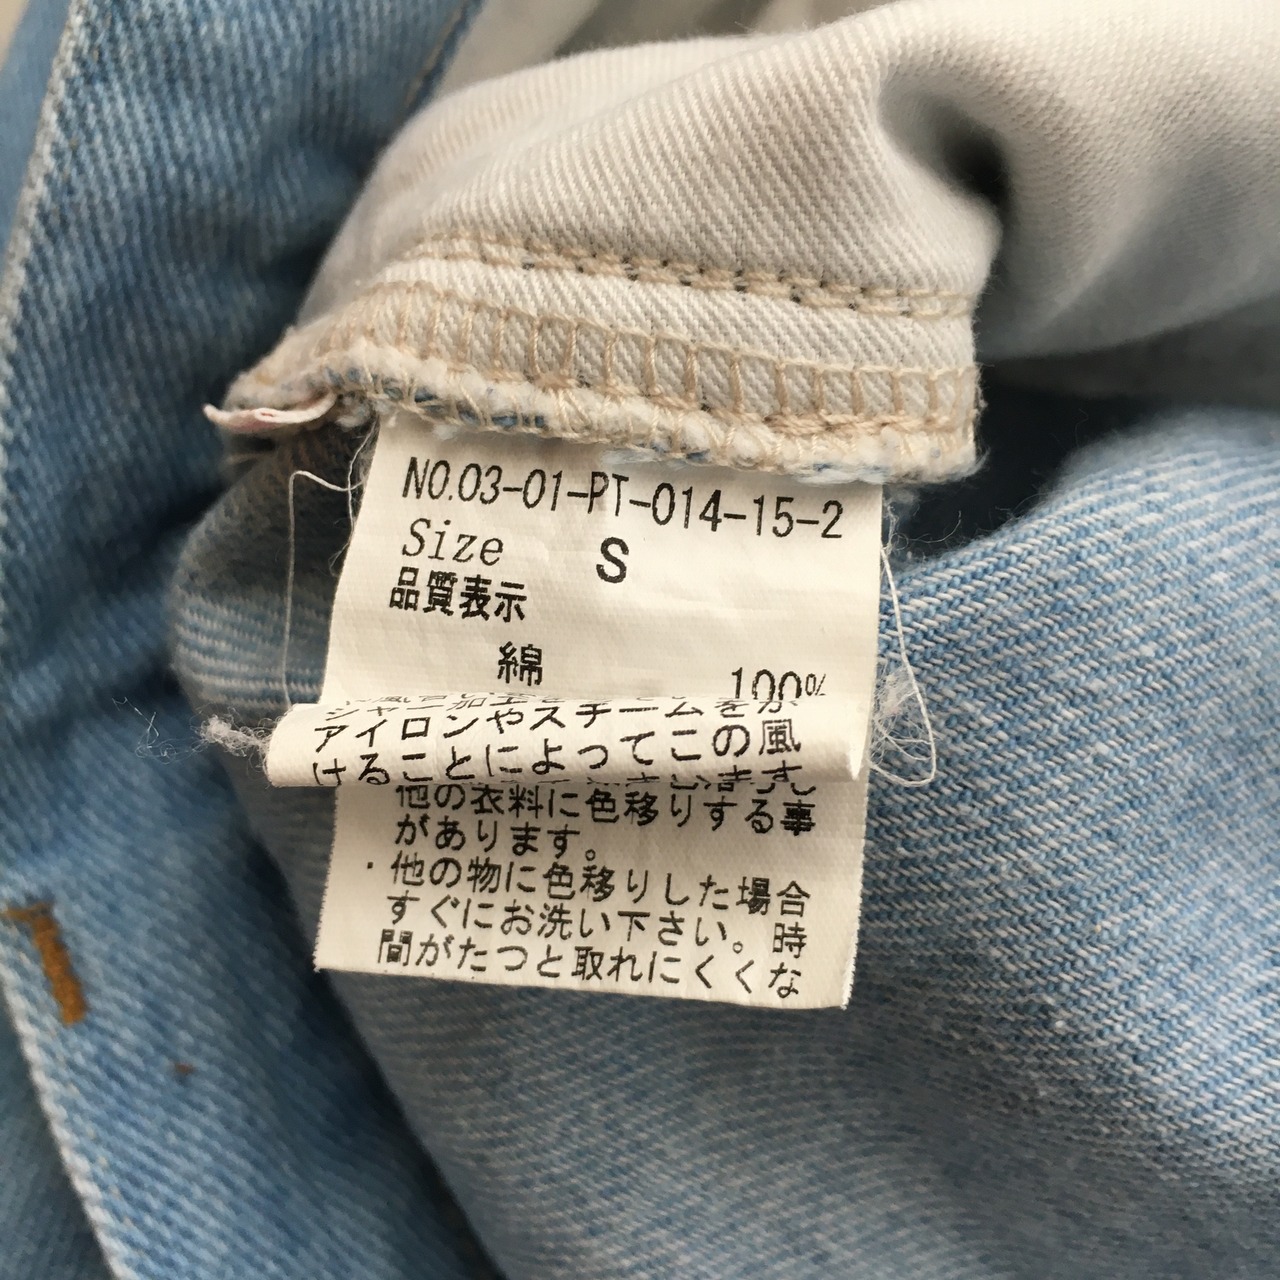 NO.03-01-PT-014-15-2
Size S
品質表示
綿 100%
アイロンやスチームをか
けることによってこの風
他の衣料に色移りする事
があります。
・他の物に色移りした場合
すぐにお洗い下さい。時
間がたつと取れにくくな